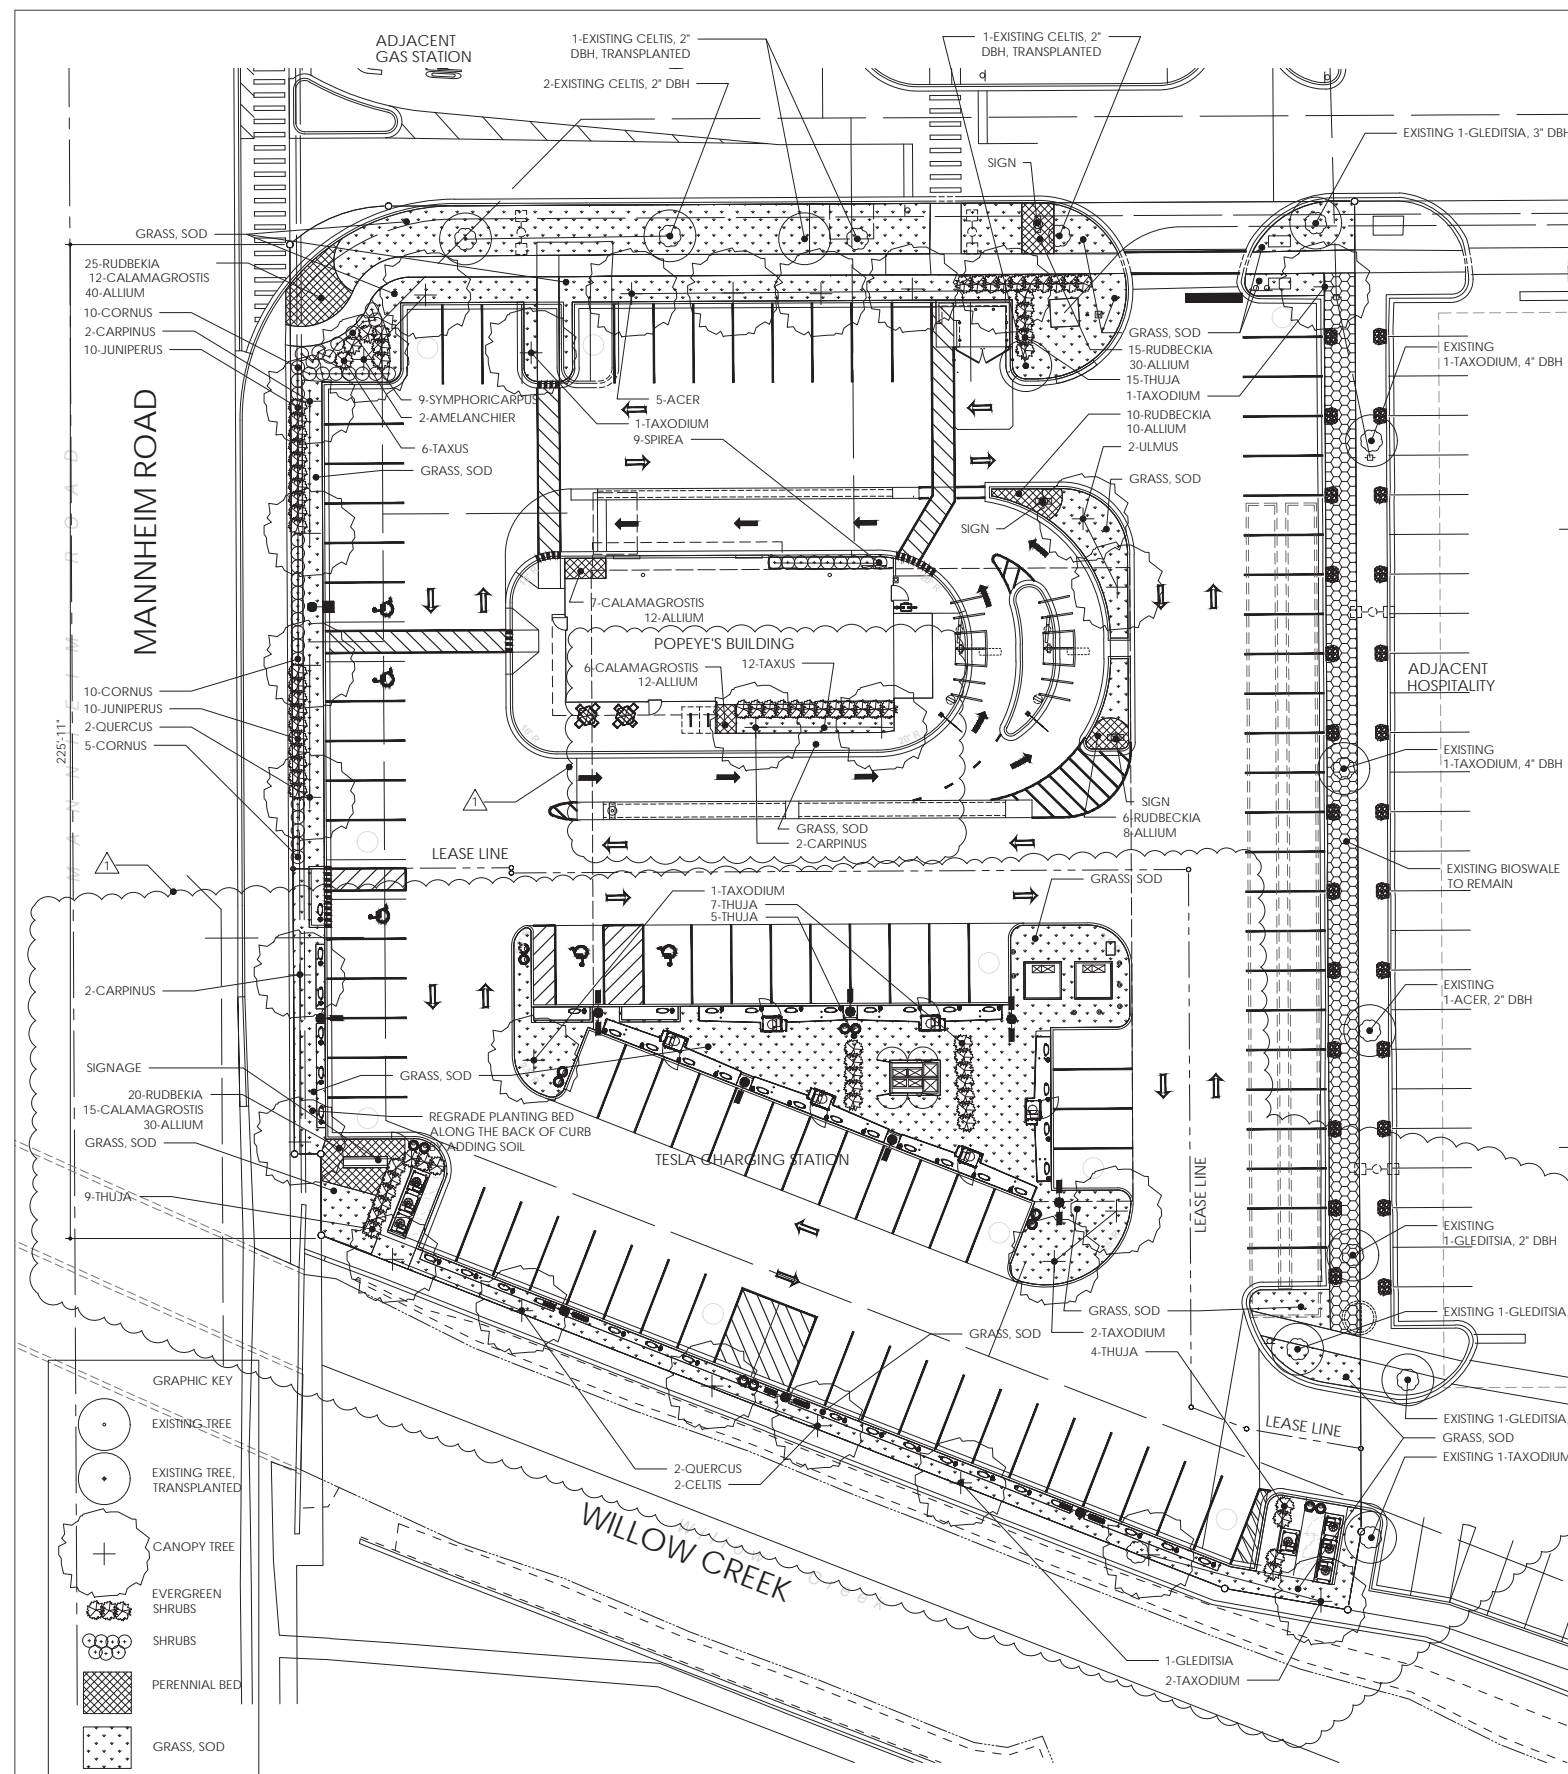 ADJACENT
GAS STATION
1-EXISTING CELTIS, 2"
DBH, TRANSPLANTED
2-EXISTING CELTIS, 2" DBH
1-EXISTING CELTIS, 2"
DBH, TRANSPLANTED
EXISTING 1-GLEDITSIA, 3" DBH
SIGN
GRASS, SOD
25-RUDBEKIA
12-CALAMAGROSTIS
40-ALLIUM
10-CORNUS
2-CARPINUS
10-JUNIPERUS
MANNHEIM ROAD
MANNHEIM ROAD
225'-11"
9-SYMPHORICARPUS
2-AMELANCHIER
6-TAXUS
GRASS, SOD
5-ACER
1-TAXODIUM
9-SPIREA
GRASS, SOD
15-RUDBECKIA
30-ALLIUM
15-THUJA
1-TAXODIUM
10-RUDBECKIA
10-ALLIUM
2-ULMUS
GRASS, SOD
SIGN
EXISTING
1-TAXODIUM, 4" DBH
7-CALAMAGROSTIS
12-ALLIUM
POPEYE'S BUILDING
6-CALAMAGROSTIS
12-ALLIUM
12-TAXUS
10' R
20' R
ADJACENT
HOSPITALITY
10-CORNUS
10-JUNIPERUS
2-QUERCUS
5-CORNUS
EXISTING
1-TAXODIUM, 4" DBH
1
SIGN
6-RUDBECKIA
8-ALLIUM
GRASS, SOD
2-CARPINUS
LEASE LINE
1
EXISTING BIOSWALE
TO REMAIN
GRASS, SOD
1-TAXODIUM
7-THUJA
5-THUJA
2-CARPINUS
EXISTING
1-ACER, 2" DBH
SIGNAGE
GRASS, SOD
20-RUDBEKIA
15-CALAMAGROSTIS
30-ALLIUM
GRASS, SOD
REGRADE PLANTING BED
ALONG THE BACK OF CURB
BY ADDING SOIL
TESLA CHARGING STATION
9-THUJA
LEASE LINE
EXISTING
1-GLEDITSIA, 2" DBH
GRASS, SOD
2-TAXODIUM
4-THUJA
GRASS, SOD
EXISTING 1-GLEDITSIA,
LEASE LINE
EXISTING 1-GLEDITSIA,
GRASS, SOD
EXISTING 1-TAXODIUM
2-QUERCUS
2-CELTIS
WILLOW CREEK
Willow Creek
1-GLEDITSIA
2-TAXODIUM
GRAPHIC KEY
EXISTING TREE
EXISTING TREE,
TRANSPLANTED
CANOPY TREE
EVERGREEN
SHRUBS
SHRUBS
PERENNIAL BED
GRASS, SOD